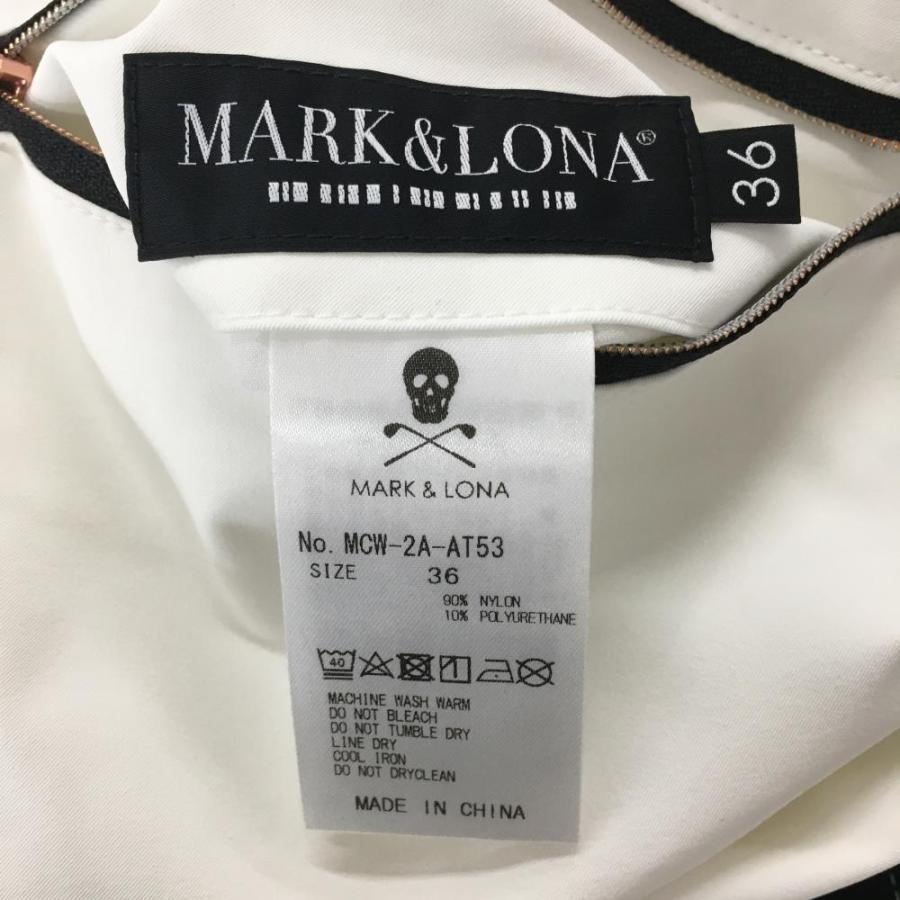 MARK&LONA®
36
MARK & LONA
No. MCW-2A-AT53
SIZE 36
90% NYLON
10% POLYURETHANE
40
MACHINE WASH WARM
DO NOT BLEACH
DO NOT TUMBLE DRY
LINE DRY
COOL IRON
DO NOT DRYCLEAN
MADE IN CHINA